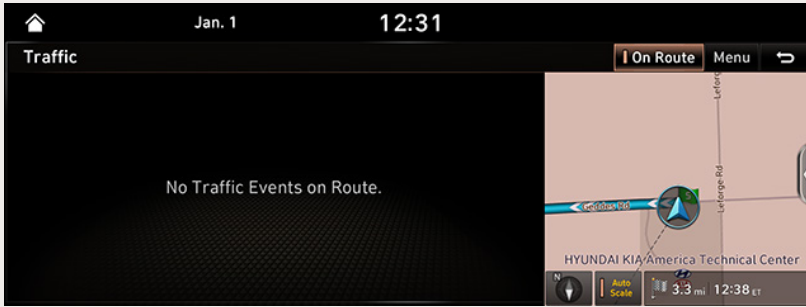 Jan. 1
12:31
Traffic
On Route
Menu
No Traffic Events on Route.
Leforge Rd
Geddes Rd
S
HYUNDAI KIA America Technical Center
N
Auto
Scale
3.3 mi
12:38 ET